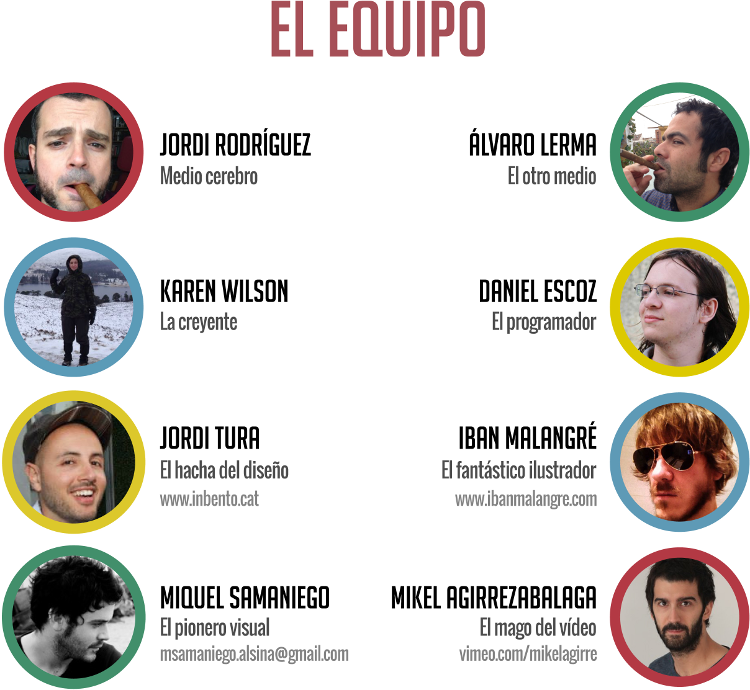 EL EQUIPO
JORDI RODRÍGUEZ
Medio cerebro
ÁLVARO LERMA
El otro medio
KAREN WILSON
La creyente
DANIEL ESCOZ
El programador
JORDI TURA
El hacha del diseño
www.inbento.cat
IBAN MALANGRÉ
El fantástico ilustrador
www.ibanmalangre.com
MIQUEL SAMANIEGO
El pionero visual
msamaniego.alsina@gmail.com
MIKEL AGIRREZABALAGA
El mago del vídeo
vimeo.com/mikelagirre